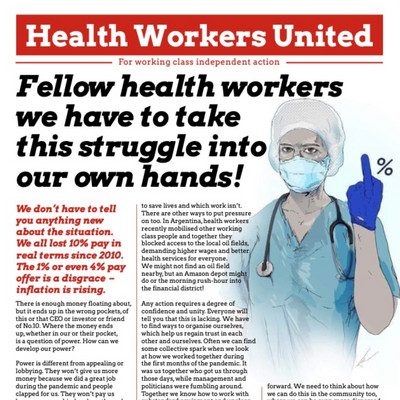 Health Workers United
For working class independent action
Fellow health workers
we have to take
this struggle into
our own hands!
%
We don't have to tell
you anything new
about the situation.
We all lost 10% pay in
real terms since 2010.
The 1% or even 4% pay
offer is a disgrace –
inflation is rising.
There is enough money floating about,
but it ends up in the wrong pockets, of
this or that CEO or investor or friend
of No.10. Where the money ends
up, whether in our or their pocket,
is a question of power. How can we
develop our power?
Power is different from appealing or
lobbying. They won't give us more
money because we did a great job
during the pandemic and people
clapped for us. They won't pay us
to save lives and which work isn't.
There are other ways to put pressure
on too. In Argentina, health workers
recently mobilised other working
class people and together they
blocked access to the local oil fields,
demanding higher wages and better
health services for everyone.
We might not find an oil field
nearby, but an Amazon depot might
do or the morning rush-hour into
the financial district!
Any action requires a degree of
confidence and unity. Everyone will
tell you that this is lacking. We have
to find ways to organise ourselves,
which help us regain trust in each
other and ourselves. Often we can find
some collective spark when we look
at how we worked together during
the first months of the pandemic. It
was us together who got us through
those days, while management and
politicians were fumbling around.
Together we know how to work with
forward. We need to think about how
we can do this in the community too,